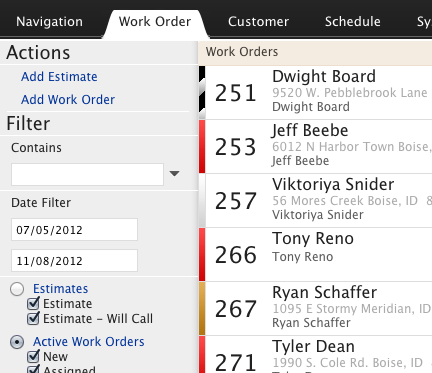 Navigation
Work Order
Customer
Schedule
Sy
Actions
Add Estimate
Add Work Order
Filter
Contains
Date Filter
07/05/2012
11/08/2012
Estimates
Estimate
Estimate – Will Call
Active Work Orders
New
Assigned
Work Orders
251
Dwight Board
9520 W. Pebblebrook Lane
Dwight Board
253
Jeff Beebe
6012 N Harbor Town Boise,
Jeff Beebe
257
Viktoriya Snider
56 Mores Creek Boise, ID 8
Viktoriya Snider
266
Tony Reno
Tony Reno
267
Ryan Schaffer
1095 E Stormy Meridian, ID
Ryan Schaffer
271
Tyler Dean
1990 S. Cole Rd. Boise, ID